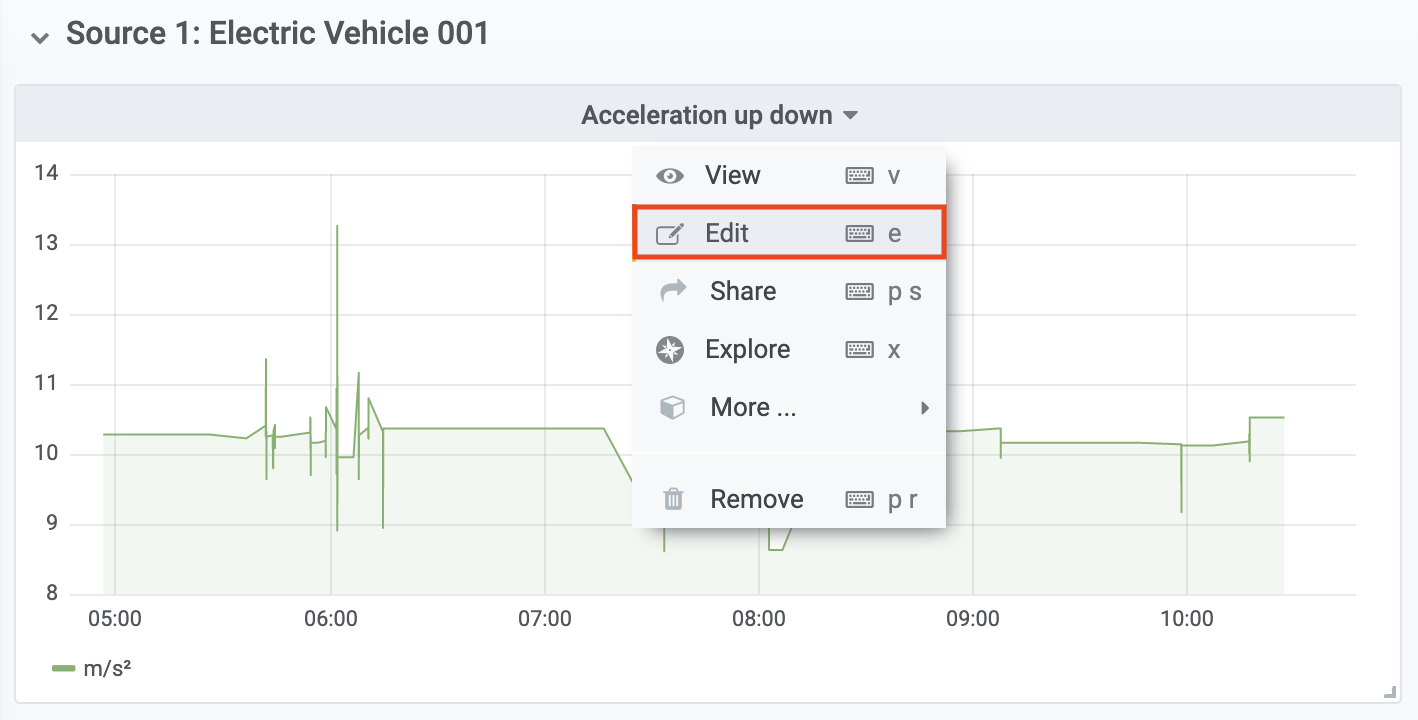 Source 1: Electric Vehicle 001
Acceleration up down
14
13
12
11
10
9
8
View v
Edit e
Share p s
Explore x
More ...
Remove p r
05:00 06:00 07:00 08:00 09:00 10:00
m/s²